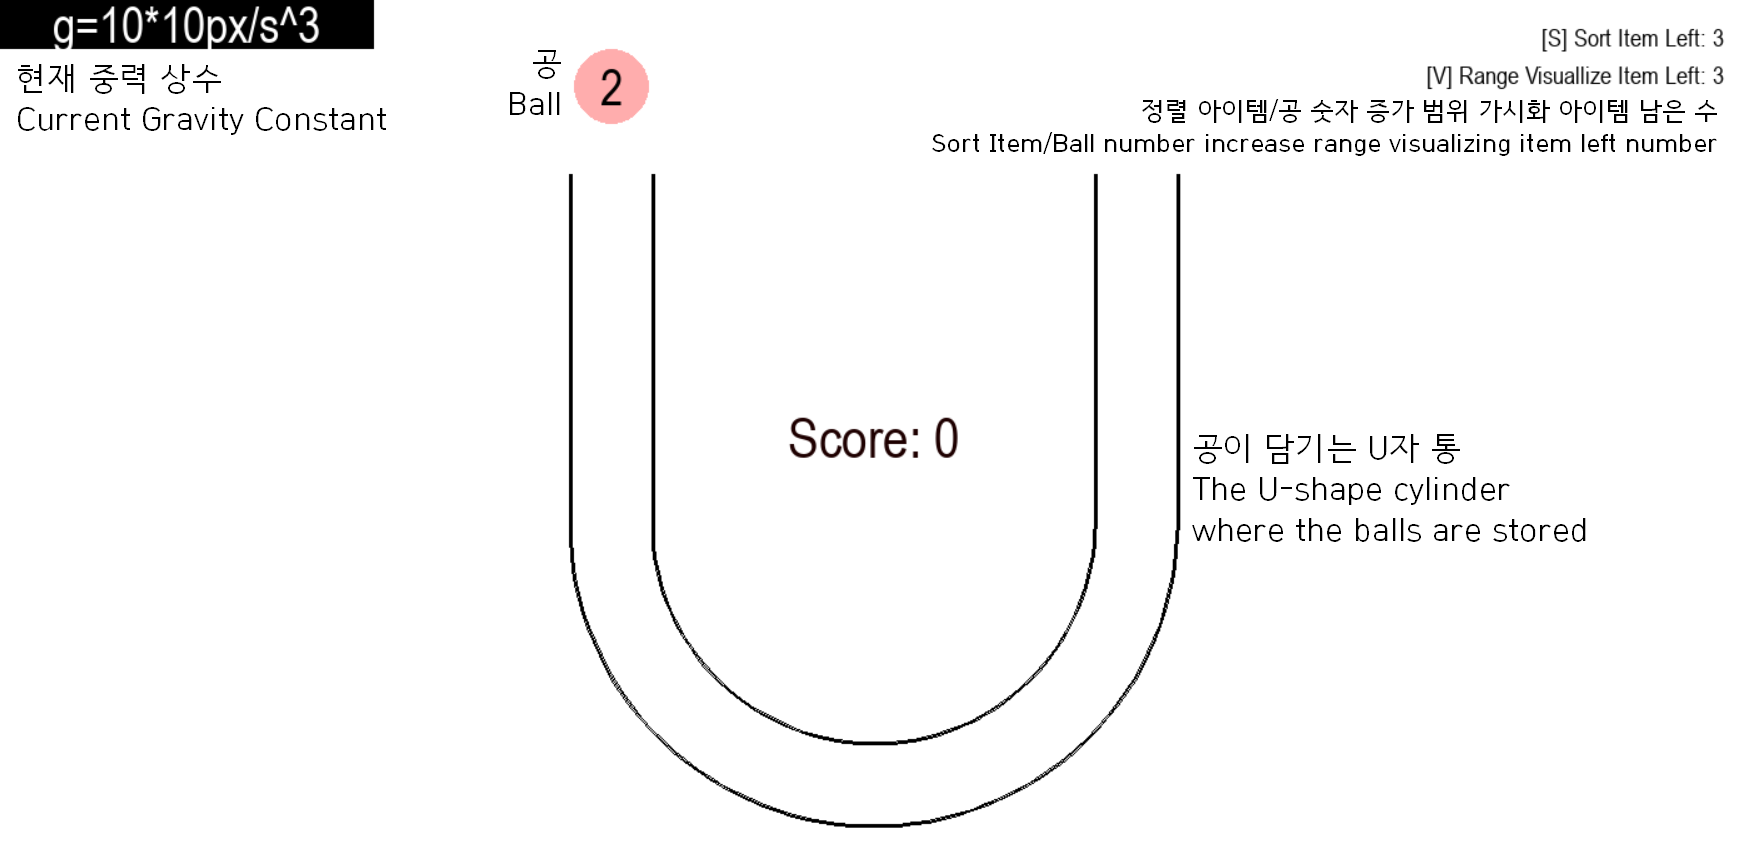 g=10*10px/s^3
현재 중력 상수
Current Gravity Constant
공
Ball
2
[S] Sort Item Left: 3
[V] Range Visuallize Item Left: 3
정렬 아이템/공 숫자 증가 범위 가시화 아이템 남은 수
Sort Item/Ball number increase range visualizing item left number
Score: 0
공이 담기는 U자 통
The U-shape cylinder
where the balls are stored